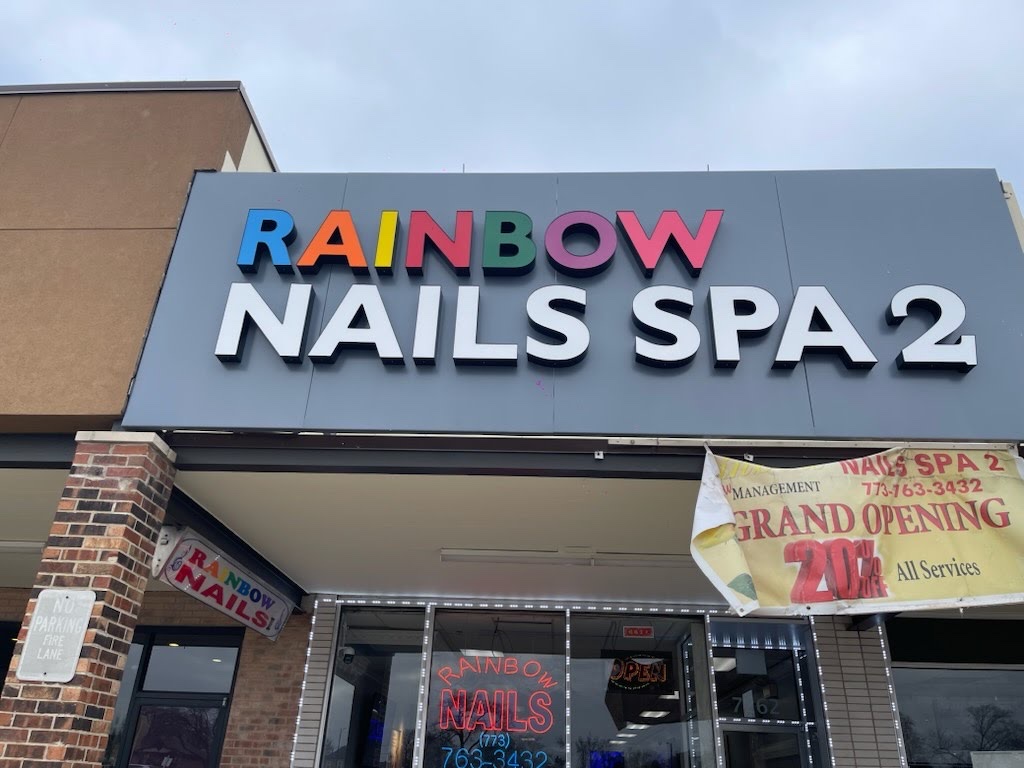 RAINBOW
NAILS SPA 2
NAILS SPA 2
MANAGEMENT 773-763-3432
GRAND OPENING
20% All Services
RAINBOW
NAILS!
NO
PARKING
FIRE
LANE
RAINBOW
NAILS
(773)
763-3432
OPEN